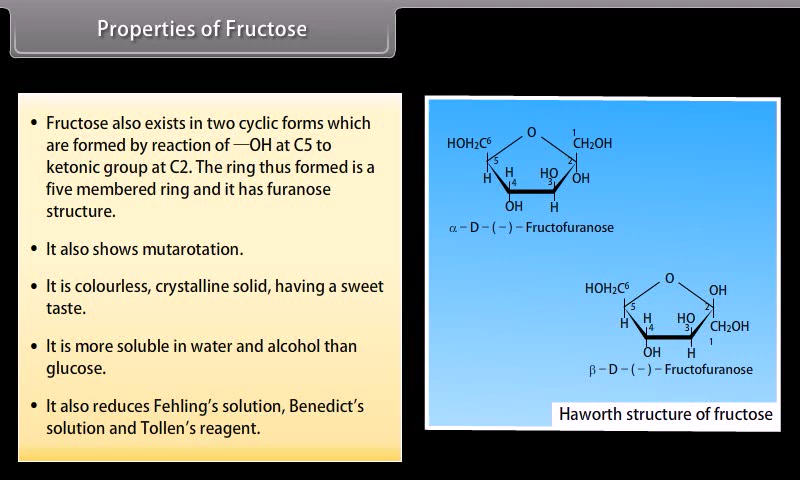 Properties of Fructose
• Fructose also exists in two cyclic forms which
are formed by reaction of —OH at C5 to
ketonic group at C2. The ring thus formed is a
five membered ring and it has furanose
structure.
• It also shows mutarotation.
• It is colourless, crystalline solid, having a sweet
taste.
• It is more soluble in water and alcohol than
glucose.
• It also reduces Fehling's solution, Benedict's
solution and Tollen's reagent.
O 1
HOH₂C⁶ CH₂OH
5 2
H H HO OH
4 3
OH H
α – D – (–) – Fructofuranose
O
HOH₂C⁶ OH
5 2
H H HO CH₂OH
4 3 1
OH H
β – D – (–) – Fructofuranose
Haworth structure of fructose